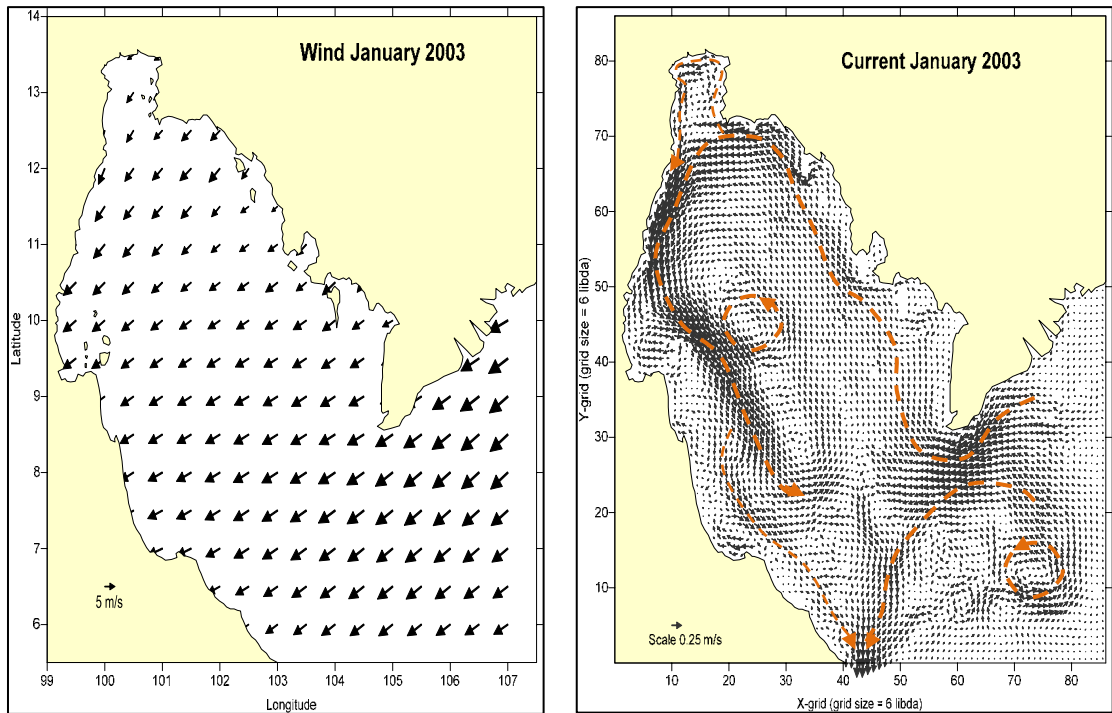 Wind January 2003
14
13
12
11
10
9
8
7
6
Latitude
5 m/s
99 100 101 102 103 104 105 106 107
Longitude
Current January 2003
80
70
60
50
40
30
20
10
Y-grid (grid size = 6 libda)
Scale 0.25 m/s
10 20 30 40 50 60 70 80
X-grid (grid size = 6 libda)